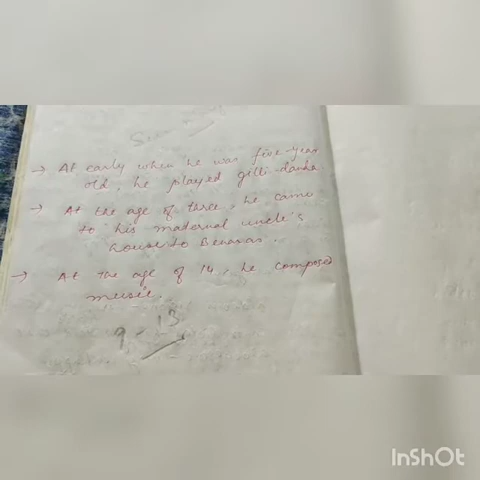 → At early when he was five year
old, he played gilli-danda
→ At the age of three, he came
to his maternal uncle's
house to Benaras.
→ At the age of 14, he composed
music.
9 - 13
InShOt